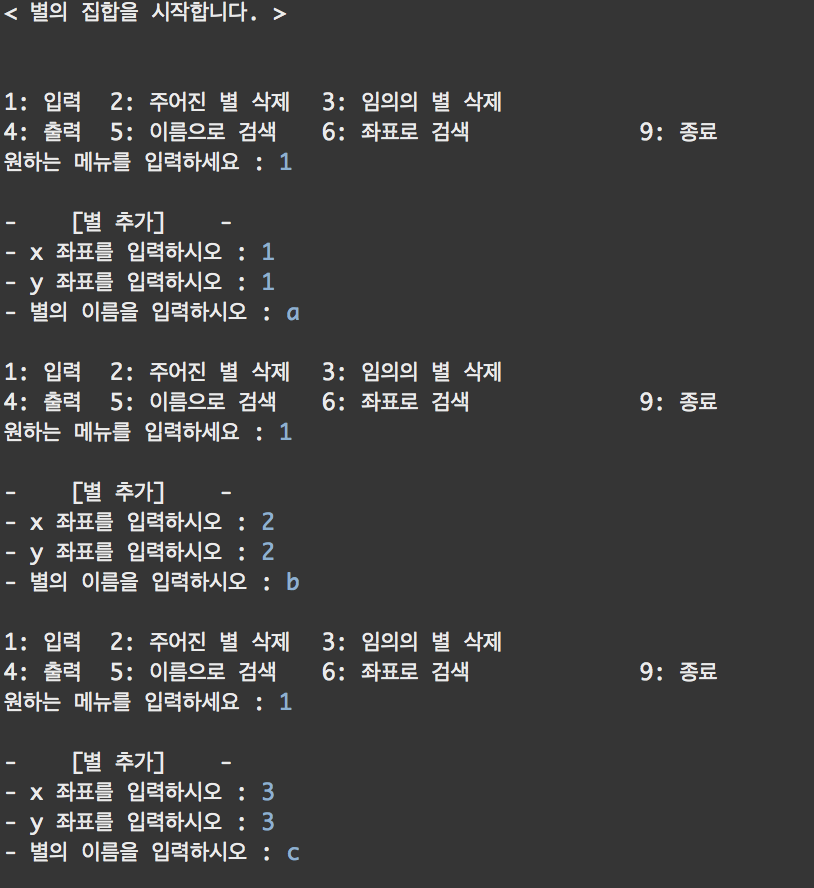 < 별의 집합을 시작합니다. >
1: 입력  2: 주어진 별 삭제  3: 임의의 별 삭제
4: 출력  5: 이름으로 검색   6: 좌표로 검색             9: 종료
원하는 메뉴를 입력하세요 : 1
-    [별 추가]    -
- x 좌표를 입력하시오 : 1
- y 좌표를 입력하시오 : 1
- 별의 이름을 입력하시오 : a
1: 입력  2: 주어진 별 삭제  3: 임의의 별 삭제
4: 출력  5: 이름으로 검색   6: 좌표로 검색             9: 종료
원하는 메뉴를 입력하세요 : 1
-    [별 추가]    -
- x 좌표를 입력하시오 : 2
- y 좌표를 입력하시오 : 2
- 별의 이름을 입력하시오 : b
1: 입력  2: 주어진 별 삭제  3: 임의의 별 삭제
4: 출력  5: 이름으로 검색   6: 좌표로 검색             9: 종료
원하는 메뉴를 입력하세요 : 1
-    [별 추가]    -
- x 좌표를 입력하시오 : 3
- y 좌표를 입력하시오 : 3
- 별의 이름을 입력하시오 : c